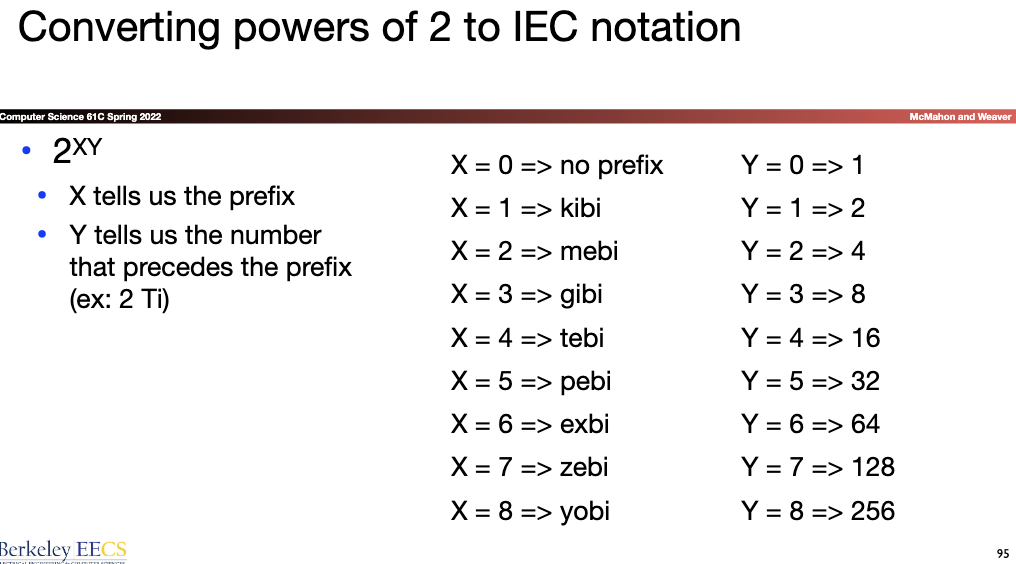 Converting powers of 2 to IEC notation
Computer Science 61C Spring 2022
McMahon and Weaver
• 2^XY
• X tells us the prefix
• Y tells us the number
that precedes the prefix
(ex: 2 Ti)
X = 0 => no prefix
X = 1 => kibi
X = 2 => mebi
X = 3 => gibi
X = 4 => tebi
X = 5 => pebi
X = 6 => exbi
X = 7 => zebi
X = 8 => yobi
Y = 0 => 1
Y = 1 => 2
Y = 2 => 4
Y = 3 => 8
Y = 4 => 16
Y = 5 => 32
Y = 6 => 64
Y = 7 => 128
Y = 8 => 256
Berkeley EECS
95